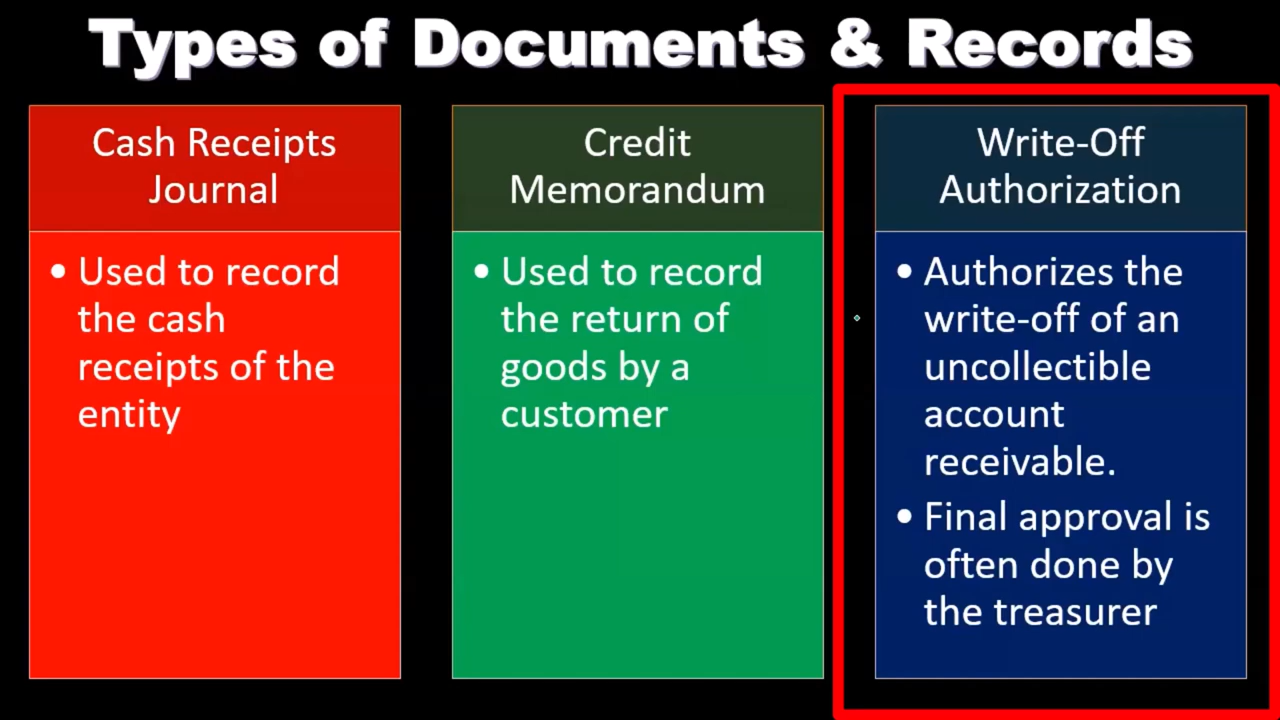 Types of Documents & Records
Cash Receipts
Journal
• Used to record
the cash
receipts of the
entity
Credit
Memorandum
• Used to record
the return of
goods by a
customer
Write-Off
Authorization
• Authorizes the
write-off of an
uncollectible
account
receivable.
• Final approval is
often done by
the treasurer